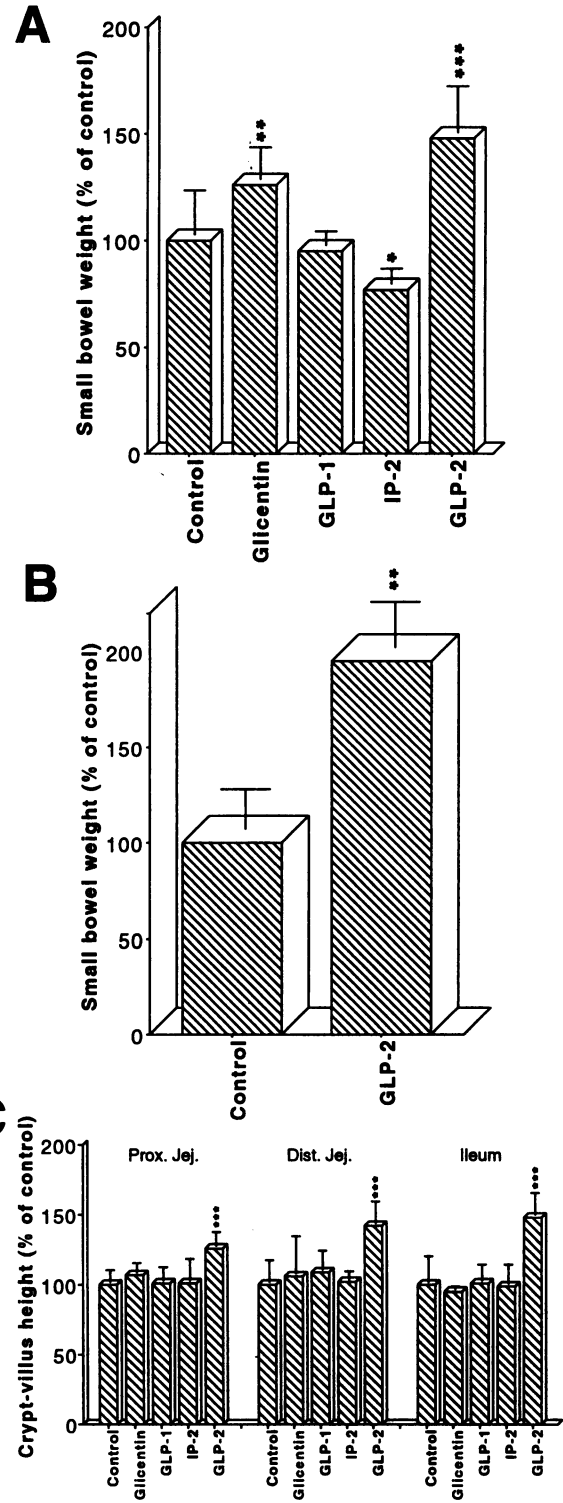 A
Small bowel weight (% of control)
200
150
100
50
0
**
*
***
Control
Glicentin
GLP-1
IP-2
GLP-2
B
Small bowel weight (% of control)
200
150
100
50
0
**
Control
GLP-2
Crypt-villus height (% of control)
200
150
100
50
0
Prox. Jej.
Dist. Jej.
Ileum
***
***
***
Control
Glicentin
GLP-1
IP-2
GLP-2
Control
Glicentin
GLP-1
IP-2
GLP-2
Control
Glicentin
GLP-1
IP-2
GLP-2